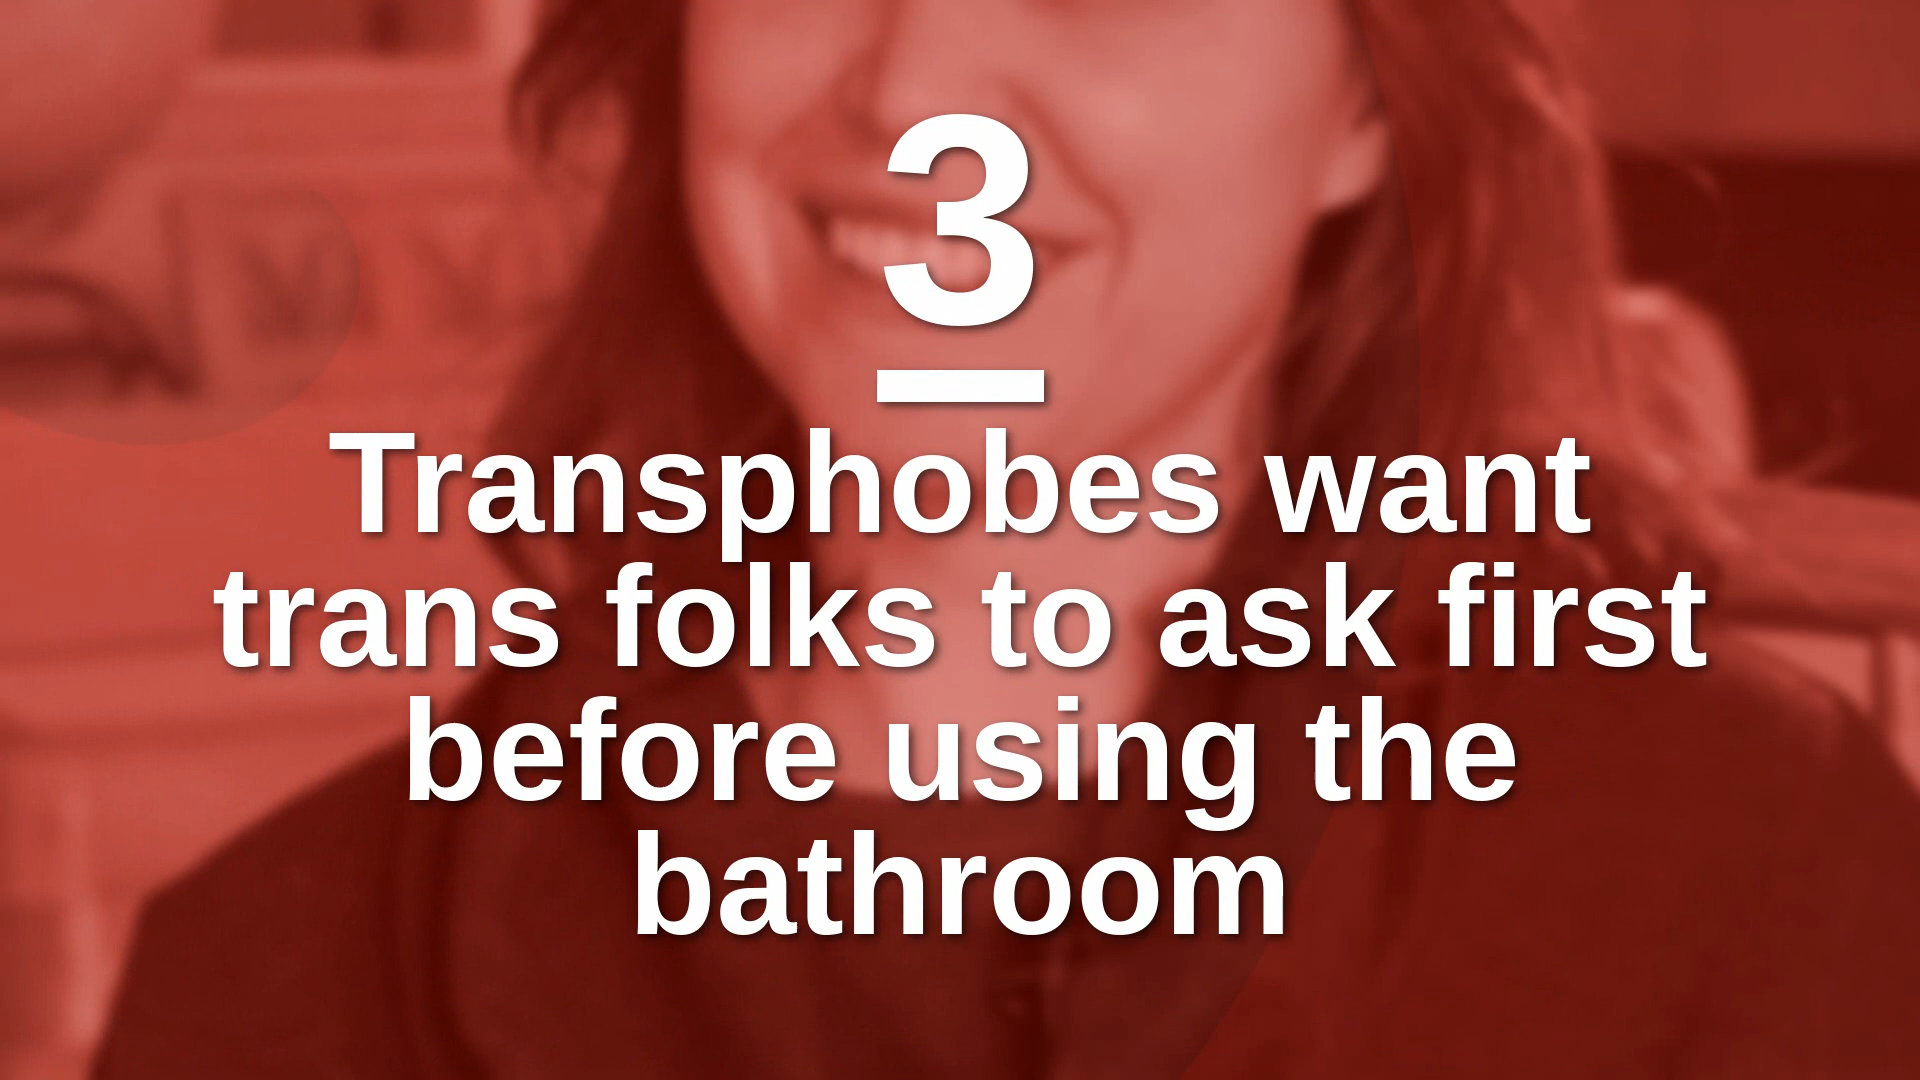 3
Transphobes want
trans folks to ask first
before using the
bathroom